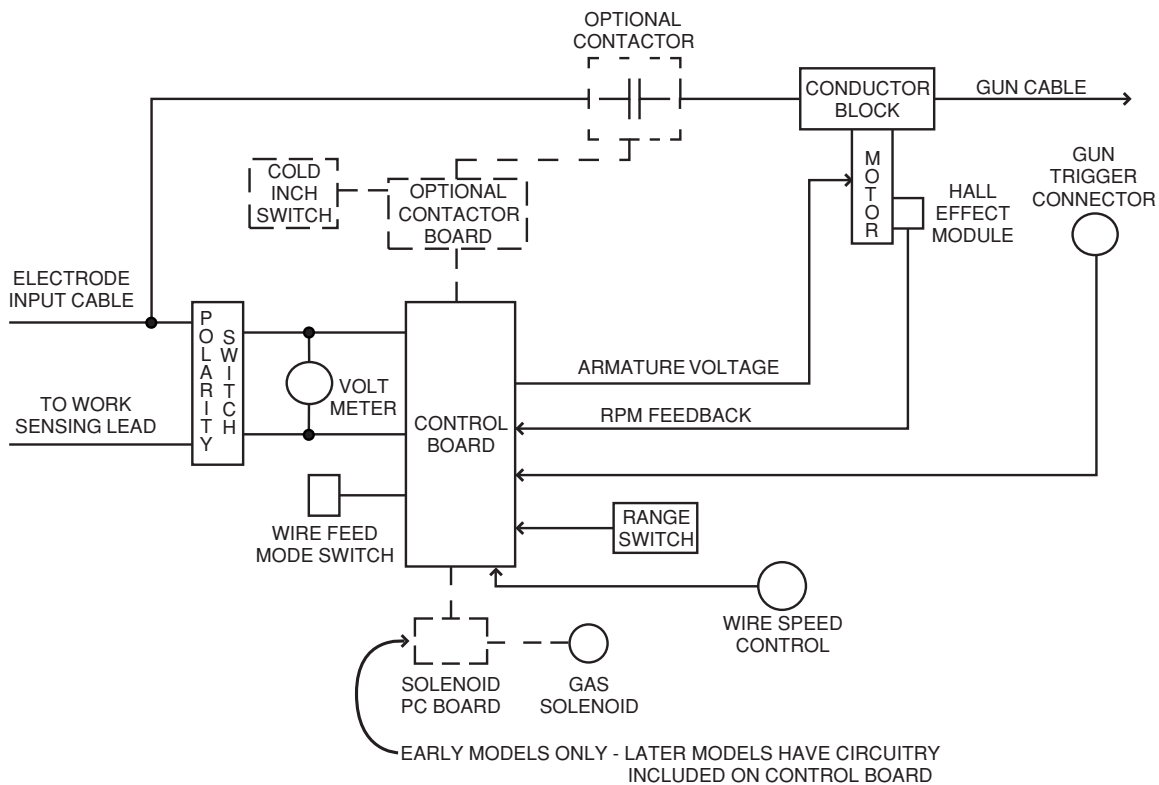 OPTIONAL
CONTACTOR
CONDUCTOR
BLOCK
GUN CABLE
COLD
INCH
SWITCH
OPTIONAL
CONTACTOR
BOARD
MOTOR
HALL
EFFECT
MODULE
GUN
TRIGGER
CONNECTOR
ELECTRODE
INPUT CABLE
POLARITY
SWITCH
TO WORK
SENSING LEAD
VOLT
METER
CONTROL
BOARD
ARMATURE VOLTAGE
RPM FEEDBACK
WIRE FEED
MODE SWITCH
RANGE
SWITCH
WIRE SPEED
CONTROL
SOLENOID
PC BOARD
GAS
SOLENOID
EARLY MODELS ONLY - LATER MODELS HAVE CIRCUITRY
INCLUDED ON CONTROL BOARD